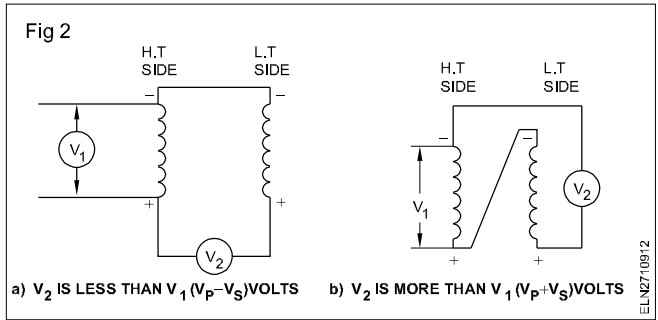 Fig 2
H.T
SIDE
L.T
SIDE
–
–
V1
+
+
V2
a) V2 IS LESS THAN V1 (VP–VS)VOLTS
H.T
SIDE
L.T
SIDE
–
–
V1
V2
+
+
b) V2 IS MORE THAN V1 (VP+VS)VOLTS
ELN2710912